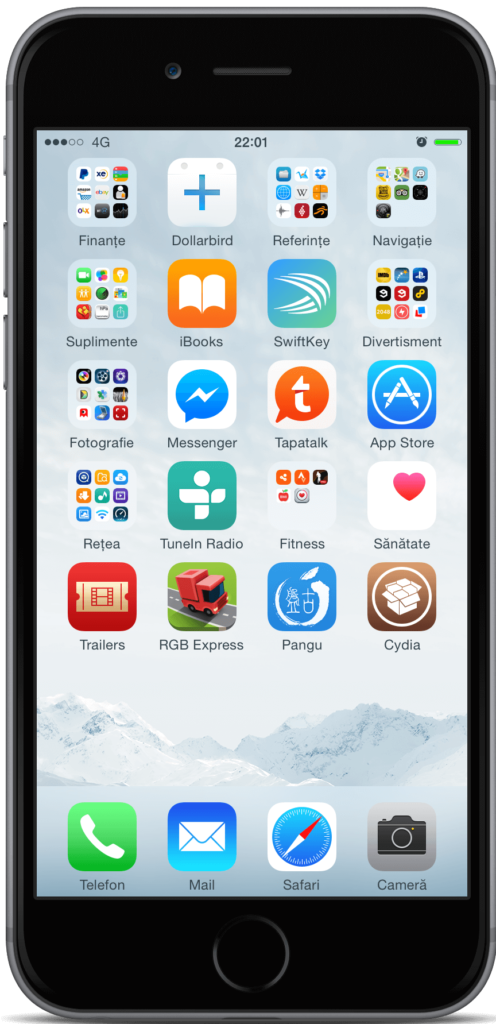 4G 22:01
Finanțe Dollarbird Referințe Navigație
Suplimente iBooks SwiftKey Divertisment
Fotografie Messenger Tapatalk App Store
Rețea TuneIn Radio Fitness Sănătate
Trailers RGB Express Pangu Cydia
Telefon Mail Safari Cameră